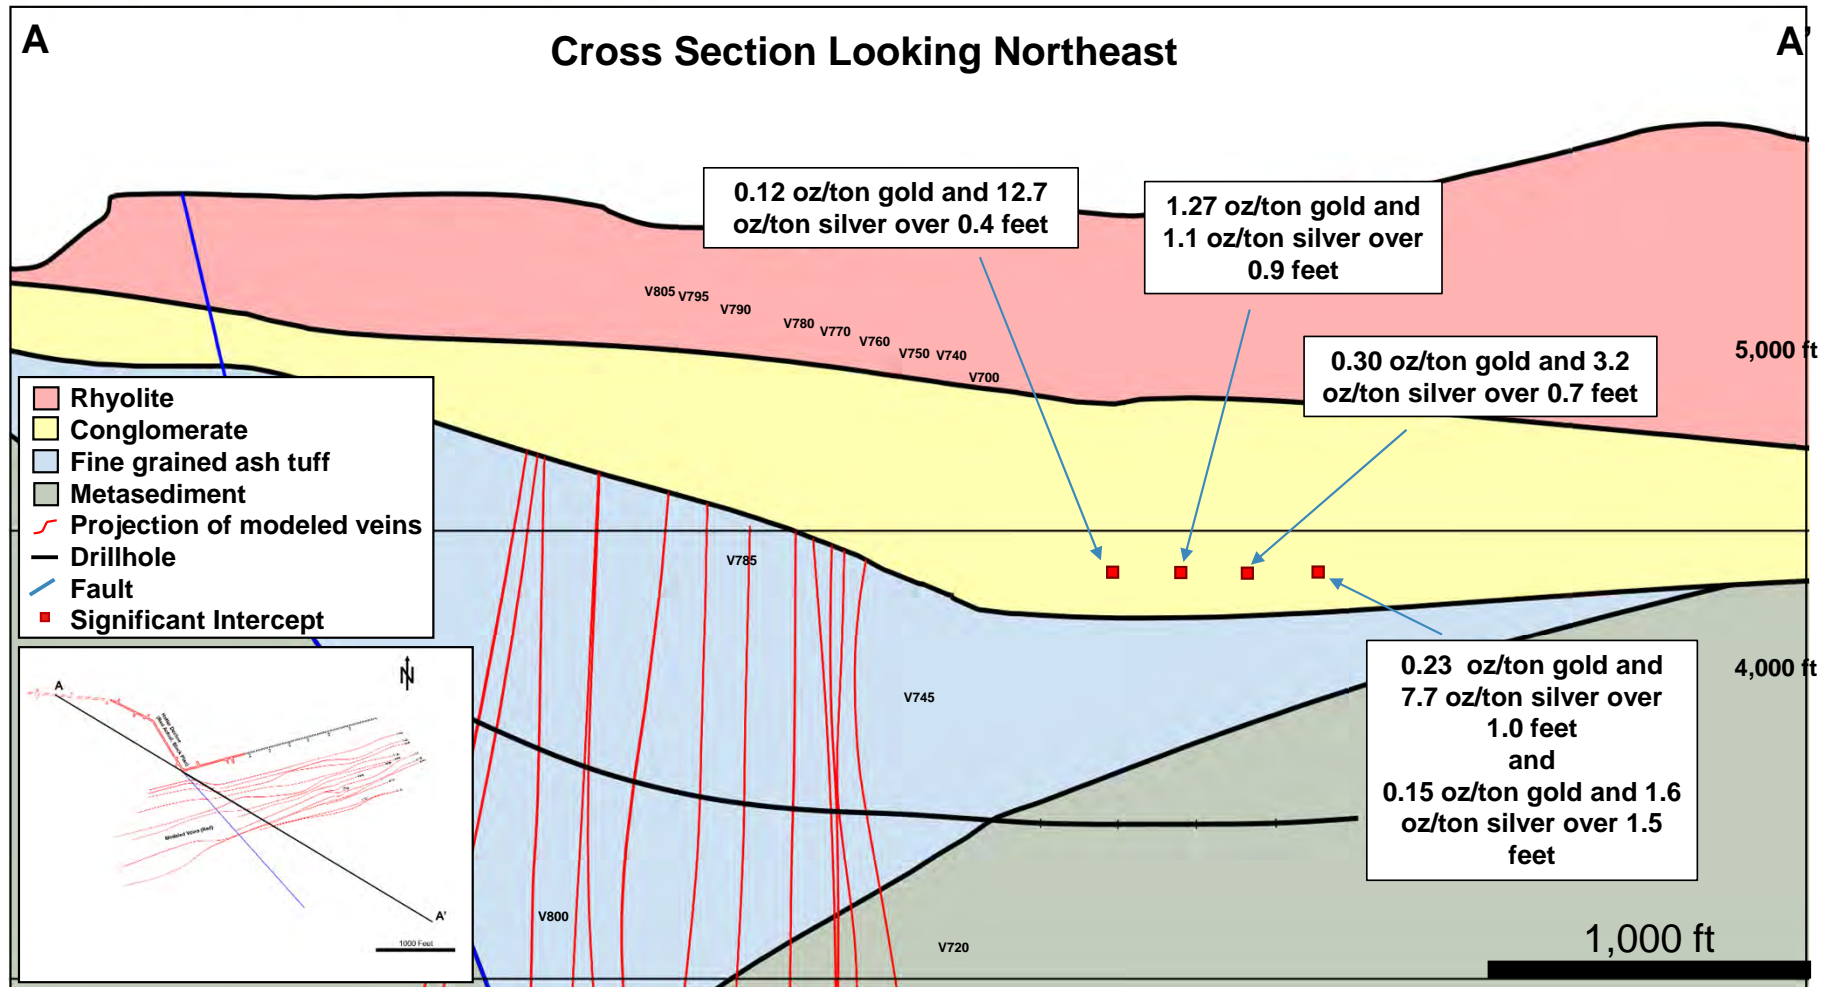 A
Cross Section Looking Northeast
A'
0.12 oz/ton gold and 12.7
oz/ton silver over 0.4 feet
1.27 oz/ton gold and
1.1 oz/ton silver over
0.9 feet
0.30 oz/ton gold and 3.2
oz/ton silver over 0.7 feet
5,000 ft
V805
V795
V790
V780
V770
V760
V750
V740
V700
Rhyolite
Conglomerate
Fine grained ash tuff
Metasediment
Projection of modeled veins
Drillhole
Fault
Significant Intercept
V785
V745
V800
V720
0.23  oz/ton gold and
7.7 oz/ton silver over
1.0 feet
and
0.15 oz/ton gold and 1.6
oz/ton silver over 1.5
feet
4,000 ft
1,000 ft
N
A
Modeled Veins (Red)
A'
1000 Feet